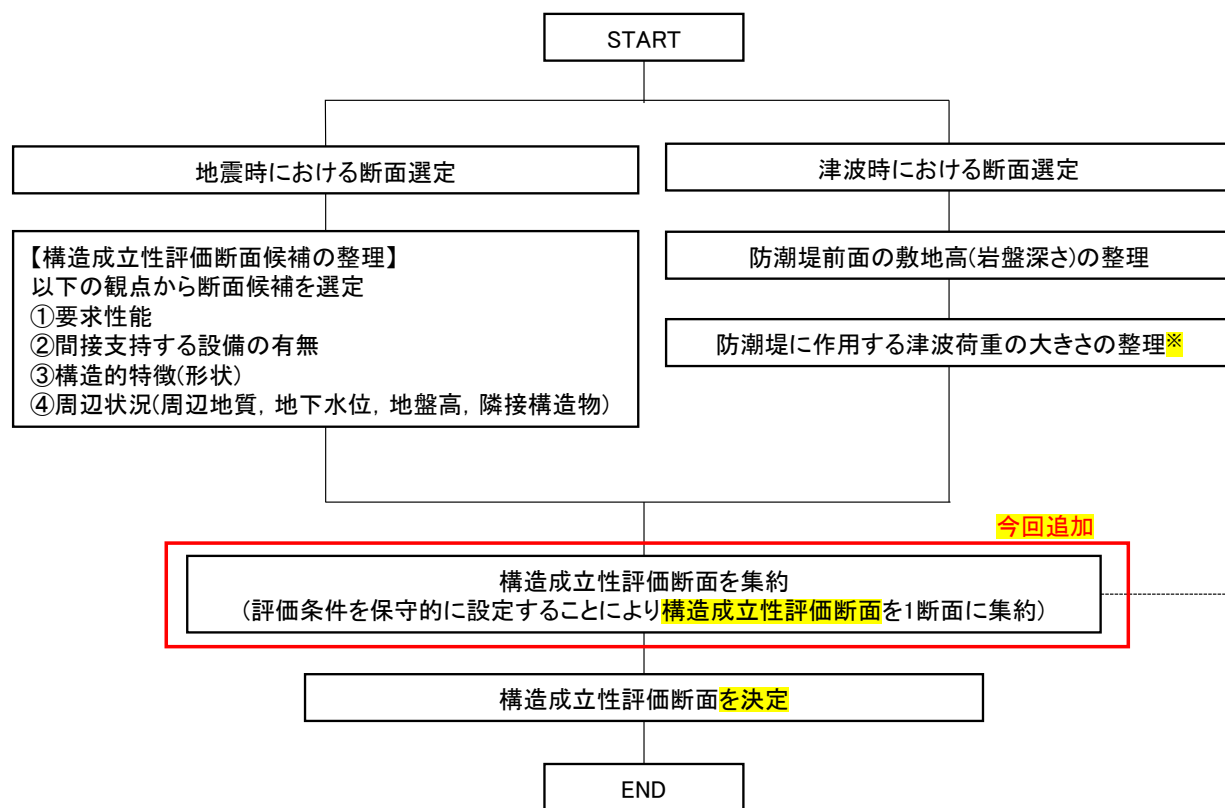 START
地震時における断面選定
【構造成立性評価断面候補の整理】
以下の観点から断面候補を選定
①要求性能
②間接支持する設備の有無
③構造的特徴(形状)
④周辺状況(周辺地質，地下水位，地盤高，隣接構造物)
津波時における断面選定
防潮堤前面の敷地高(岩盤深さ)の整理
防潮堤に作用する津波荷重の大きさの整理※
今回追加
構造成立性評価断面を集約
(評価条件を保守的に設定することにより構造成立性評価断面を1断面に集約)
構造成立性評価断面を決定
END